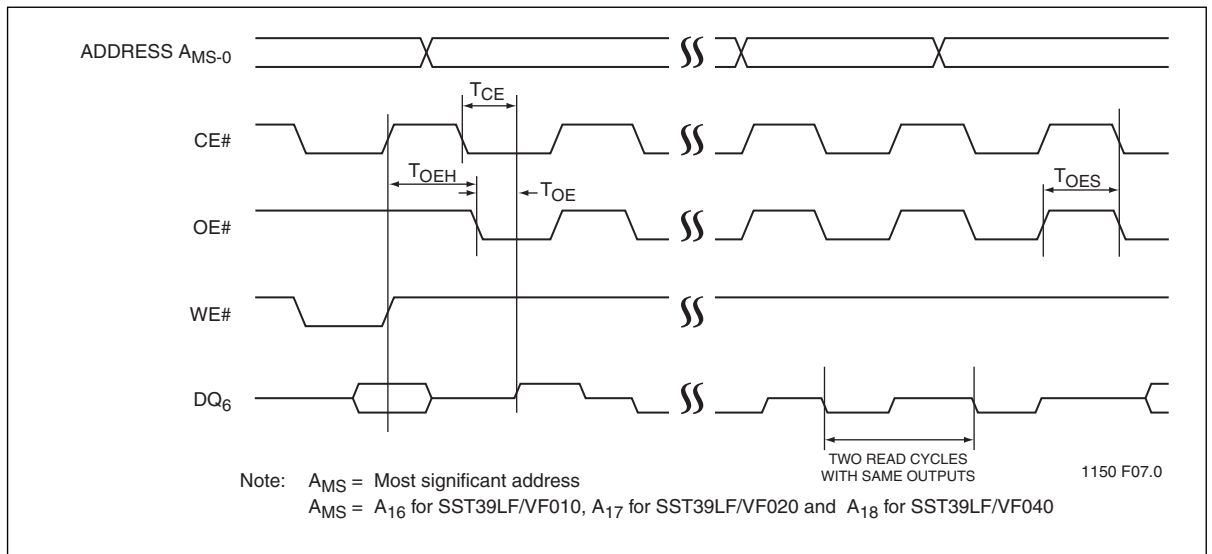 ADDRESS AMS-0
TCE
CE#
TOEH
TOE
TOES
OE#
WE#
DQ6
TWO READ CYCLES
WITH SAME OUTPUTS
1150 F07.0
Note: AMS = Most significant address
AMS = A16 for SST39LF/VF010, A17 for SST39LF/VF020 and A18 for SST39LF/VF040